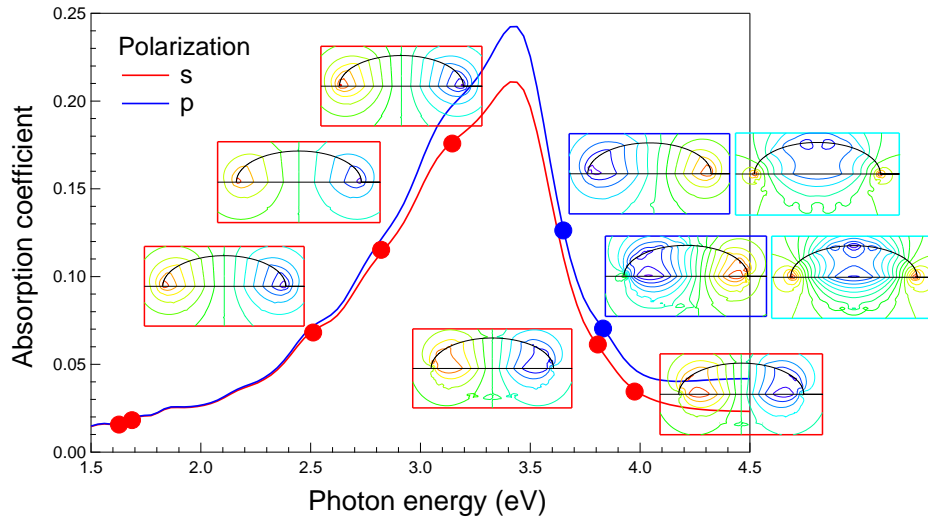 0.25
Polarization
s
p
0.20
0.15
0.10
0.05
0.00
Absorption coefficient
1.5
2.0
2.5
3.0
3.5
4.0
4.5
Photon energy (eV)